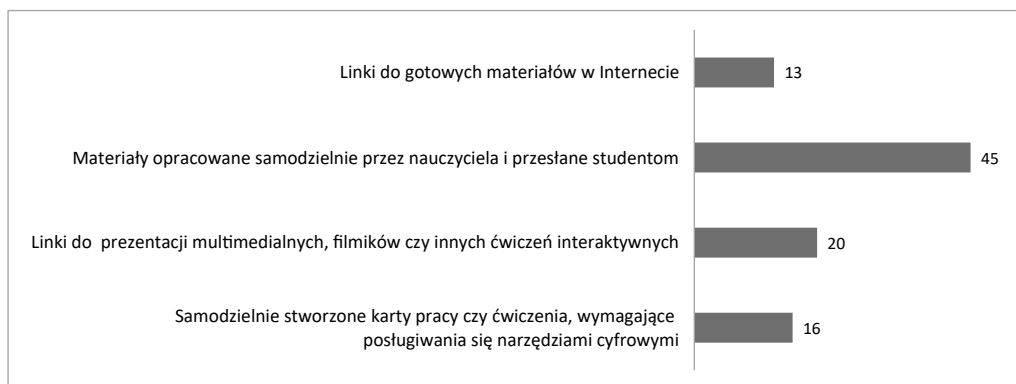 Linki do gotowych materiałów w Internecie 13
Materiały opracowane samodzielnie przez nauczyciela i przesłane studentom 45
Linki do prezentacji multimedialnych, filmików czy innych ćwiczeń interaktywnych 20
Samodzielnie stworzone karty pracy czy ćwiczenia, wymagające
posługiwania się narzędziami cyfrowymi 16